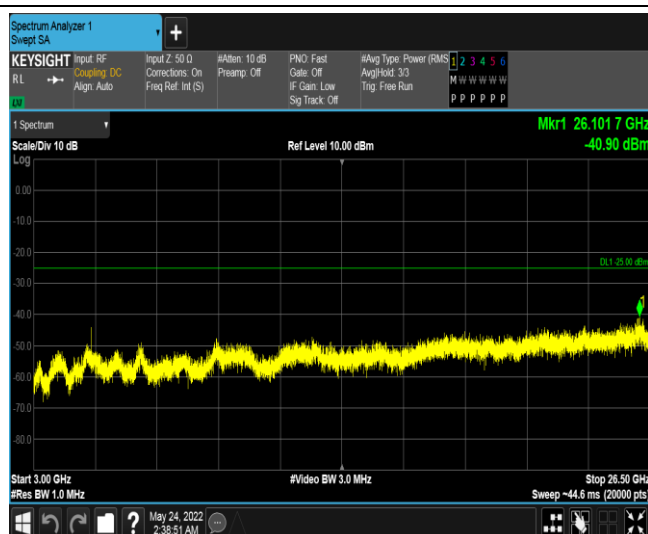 Spectrum Analyzer 1
Swept SA
+
KEYSIGHT
RL
LXI
Input: RF
Coupling: DC
Align: Auto
Input Z: 50 Ω
Corrections: On
Freq Ref: Int (S)
#Atten: 10 dB
Preamp: Off
PNO: Fast
Gate: Off
IF Gain: Low
Sig Track: Off
#Avg Type: Power (RMS
Avg|Hold: 3/3
Trig: Free Run
1 2 3 4 5 6
M W W W W W
P P P P P P
1 Spectrum
Scale/Div 10 dB
Log
Ref Level 10.00 dBm
Mkr1 26.101 7 GHz
-40.90 dBm
0.00
-10.0
-20.0
-30.0
-40.0
-50.0
-60.0
-70.0
-80.0
DL1 -25.00 dBm
1
Start 3.00 GHz
#Res BW 1.0 MHz
#Video BW 3.0 MHz
Stop 26.50 GHz
Sweep ~44.6 ms (20000 pts)
?
May 24, 2022
2:38:51 AM